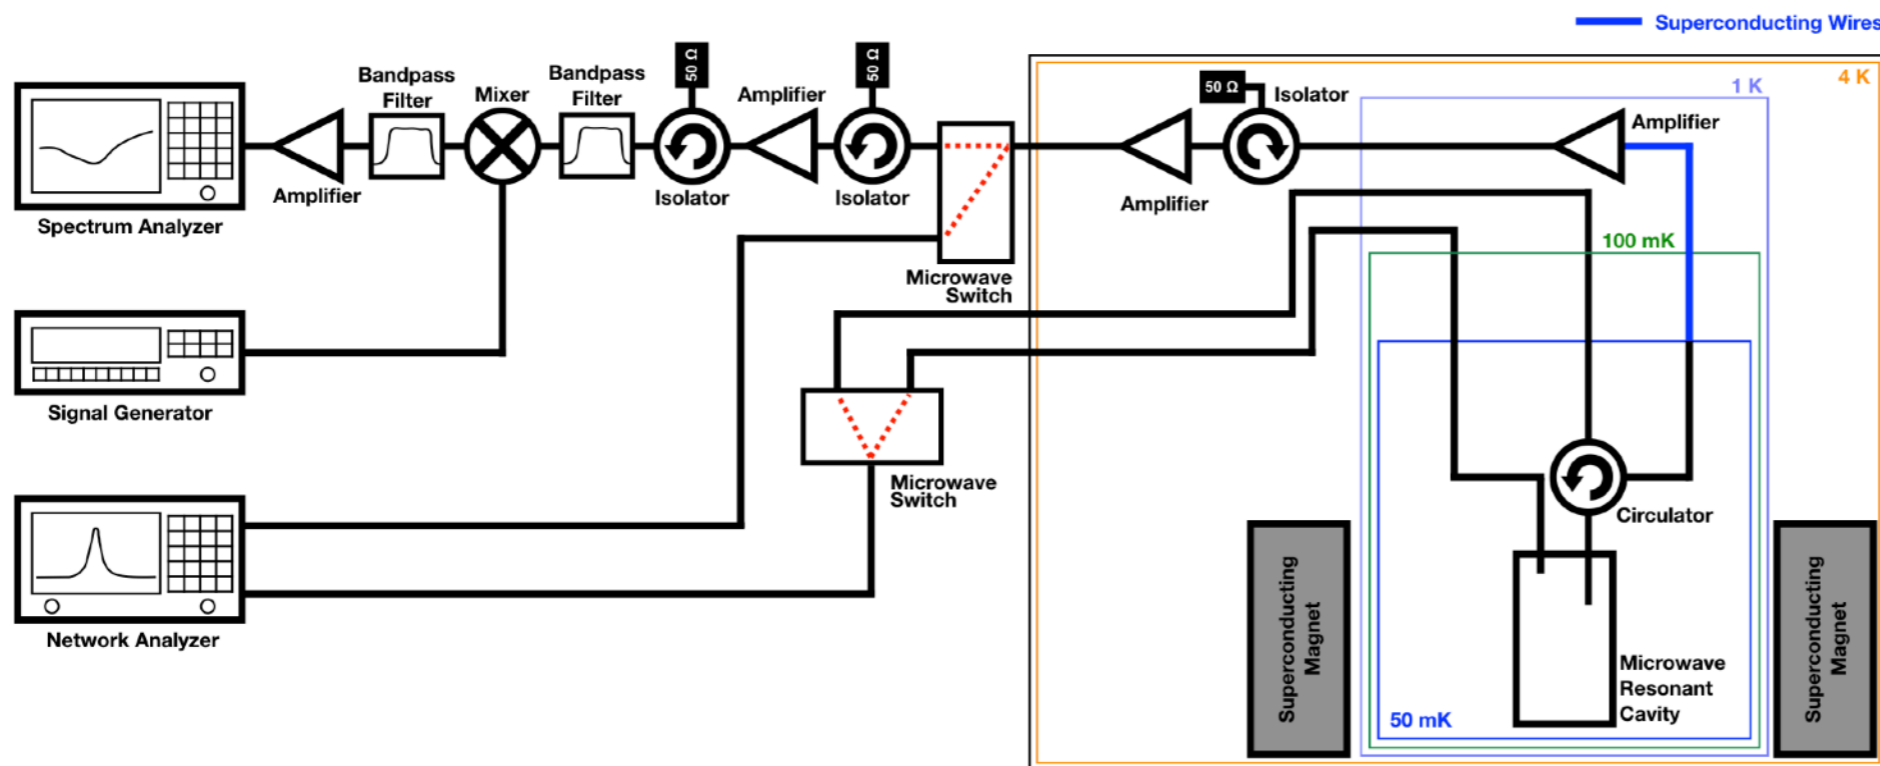 Superconducting Wires
4 K
1 K
100 mK
50 mK
50 Ω
50 Ω
50 Ω
Bandpass
Filter
Mixer
Bandpass
Filter
Amplifier
Isolator
Amplifier
Amplifier
Isolator
Isolator
Amplifier
Spectrum Analyzer
Microwave
Switch
Signal Generator
Microwave
Switch
Circulator
Network Analyzer
Superconducting
Magnet
Microwave
Resonant
Cavity
Superconducting
Magnet